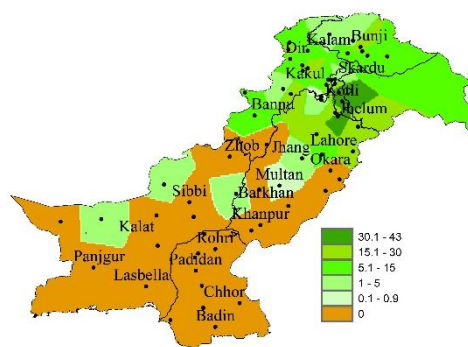 Kalam
Bunji
Dir
Skardu
Kakul
Kotli
Bannu
Jhelum
Zhob
Jhang
Lahore
Okara
Multan
Sibbi
Barkhan
Kalat
Khanpur
Rohri
Panjgur
Padidan
Lasbella
Chhor
Badin
30.1 - 43
15.1 - 30
5.1 - 15
1 - 5
0.1 - 0.9
0